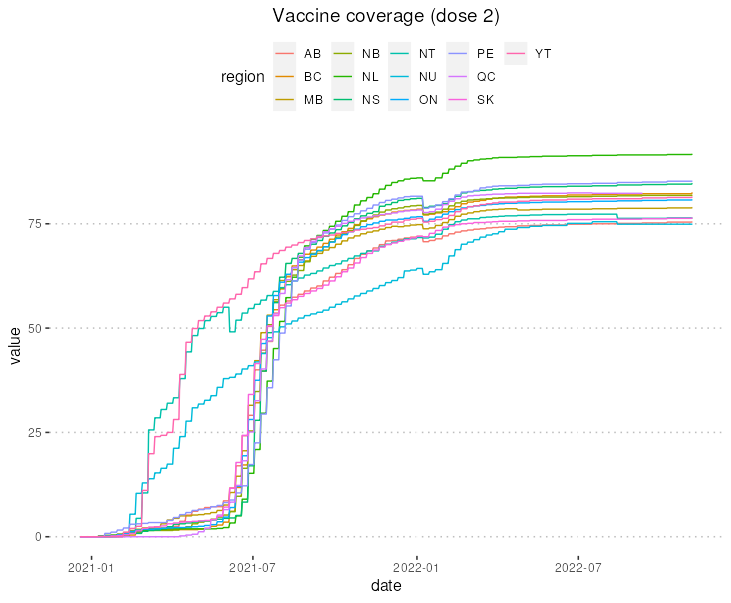 Vaccine coverage (dose 2)
region
AB NB NT PE YT
BC NL NU QC
MB NS ON SK
value
75
50
25
0
2021-01 2021-07 2022-01 2022-07
date